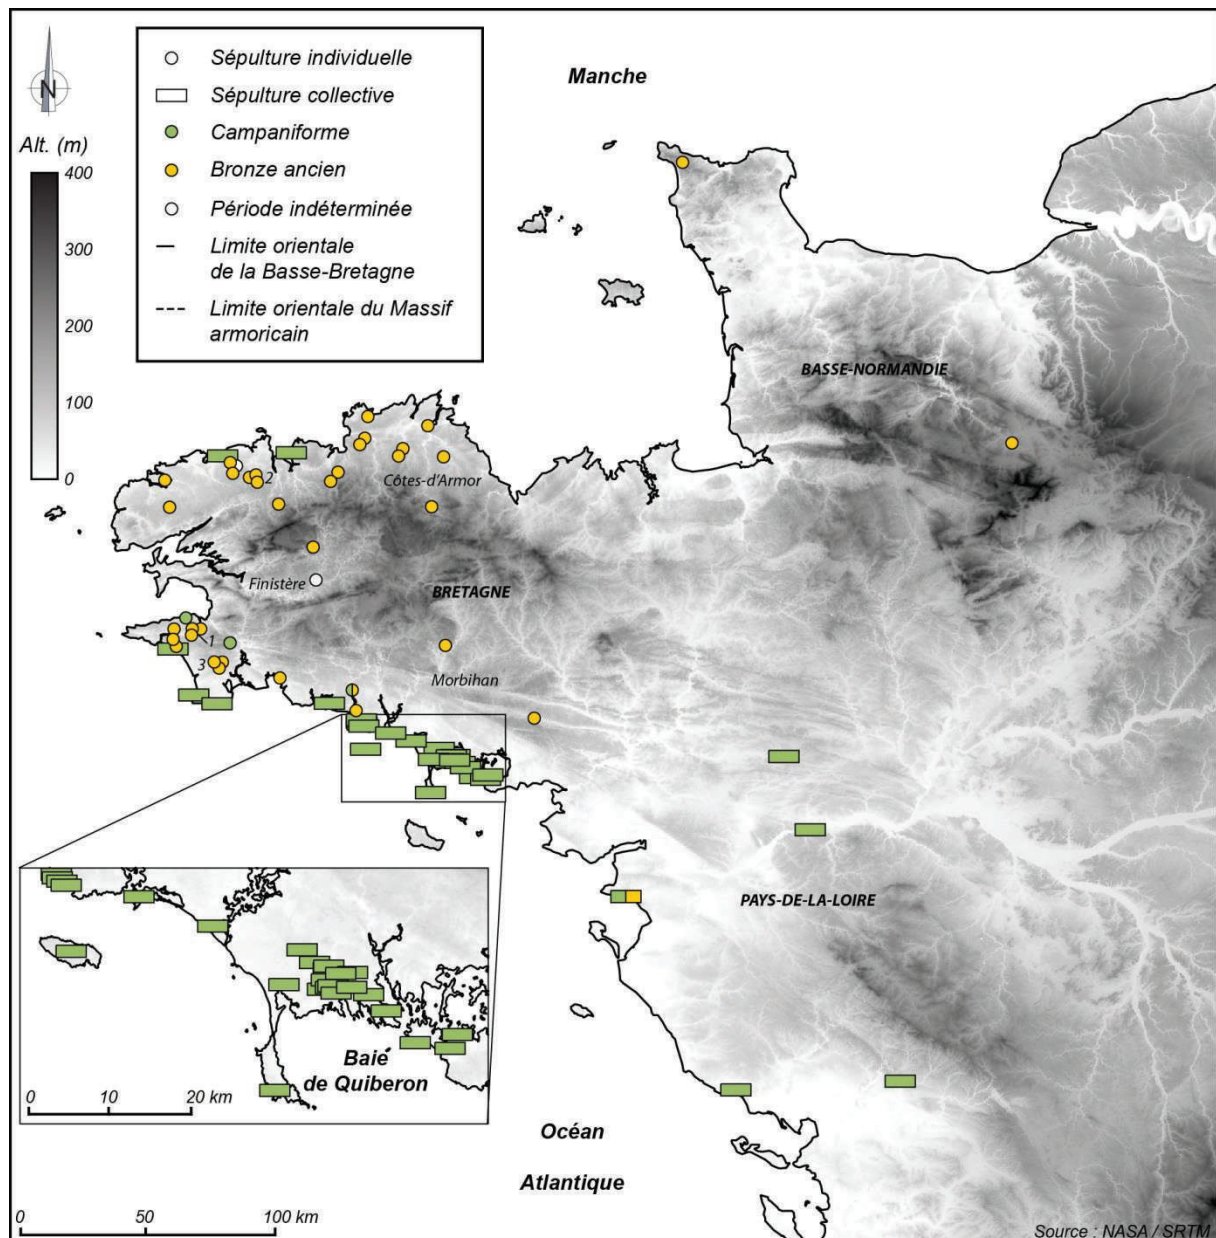 N
Alt. (m)
400
300
200
100
0
Sépulture individuelle
Sépulture collective
Campaniforme
Bronze ancien
Période indéterminée
Limite orientale
de la Basse-Bretagne
Limite orientale du Massif
armoricain
Manche
BASSE-NORMANDIE
Côtes-d'Armor
2
Finistère
BRETAGNE
1
3
Morbihan
PAYS-DE-LA-LOIRE
Baie
de Quiberon
0 10 20 km
Océan
Atlantique
0 50 100 km
Source : NASA / SRTM